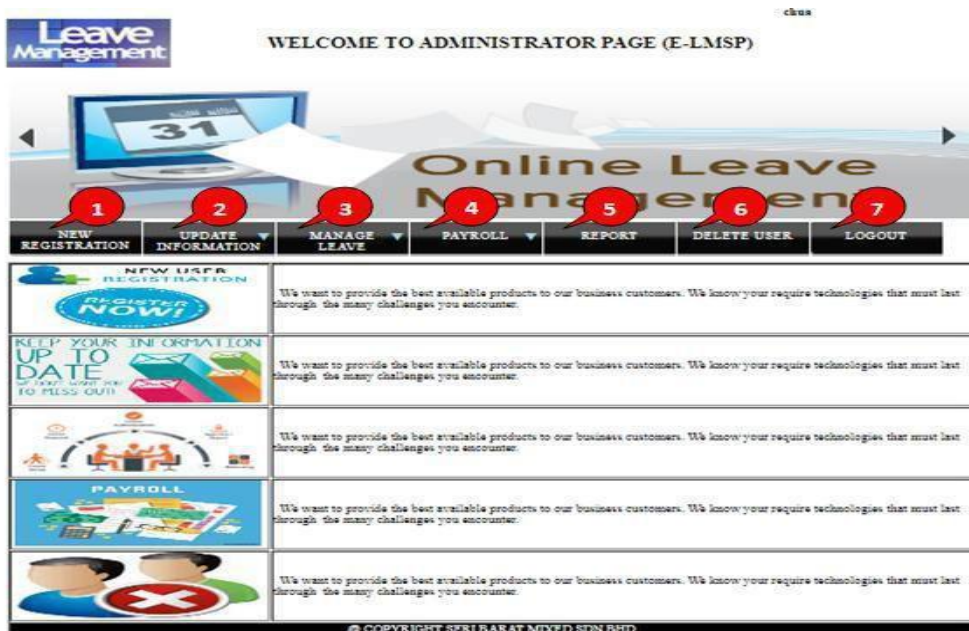 chua
Leave
Management
WELCOME TO ADMINISTRATOR PAGE (E-LMSP)
31
Online Leave
Management
1
2
3
4
5
6
7
NEW
REGISTRATION
UPDATE
INFORMATION
MANAGE
LEAVE
PAYROLL
REPORT
DELETE USER
LOGOUT
NEW USER
REGISTRATION
REGISTER
NOW!
We want to provide the best available products to our business customers. We know your require technologies that must last
through the many challenges you encounter.
KEEP YOUR INFORMATION
UP TO
DATE
WE DON'T WANT YOU
TO MISS OUT!
We want to provide the best available products to our business customers. We know your require technologies that must last
through the many challenges you encounter.
We want to provide the best available products to our business customers. We know your require technologies that must last
through the many challenges you encounter.
PAYROLL
We want to provide the best available products to our business customers. We know your require technologies that must last
through the many challenges you encounter.
We want to provide the best available products to our business customers. We know your require technologies that must last
through the many challenges you encounter.
@ COPYRIGHT SERI BARAT MIXED SDN BHD